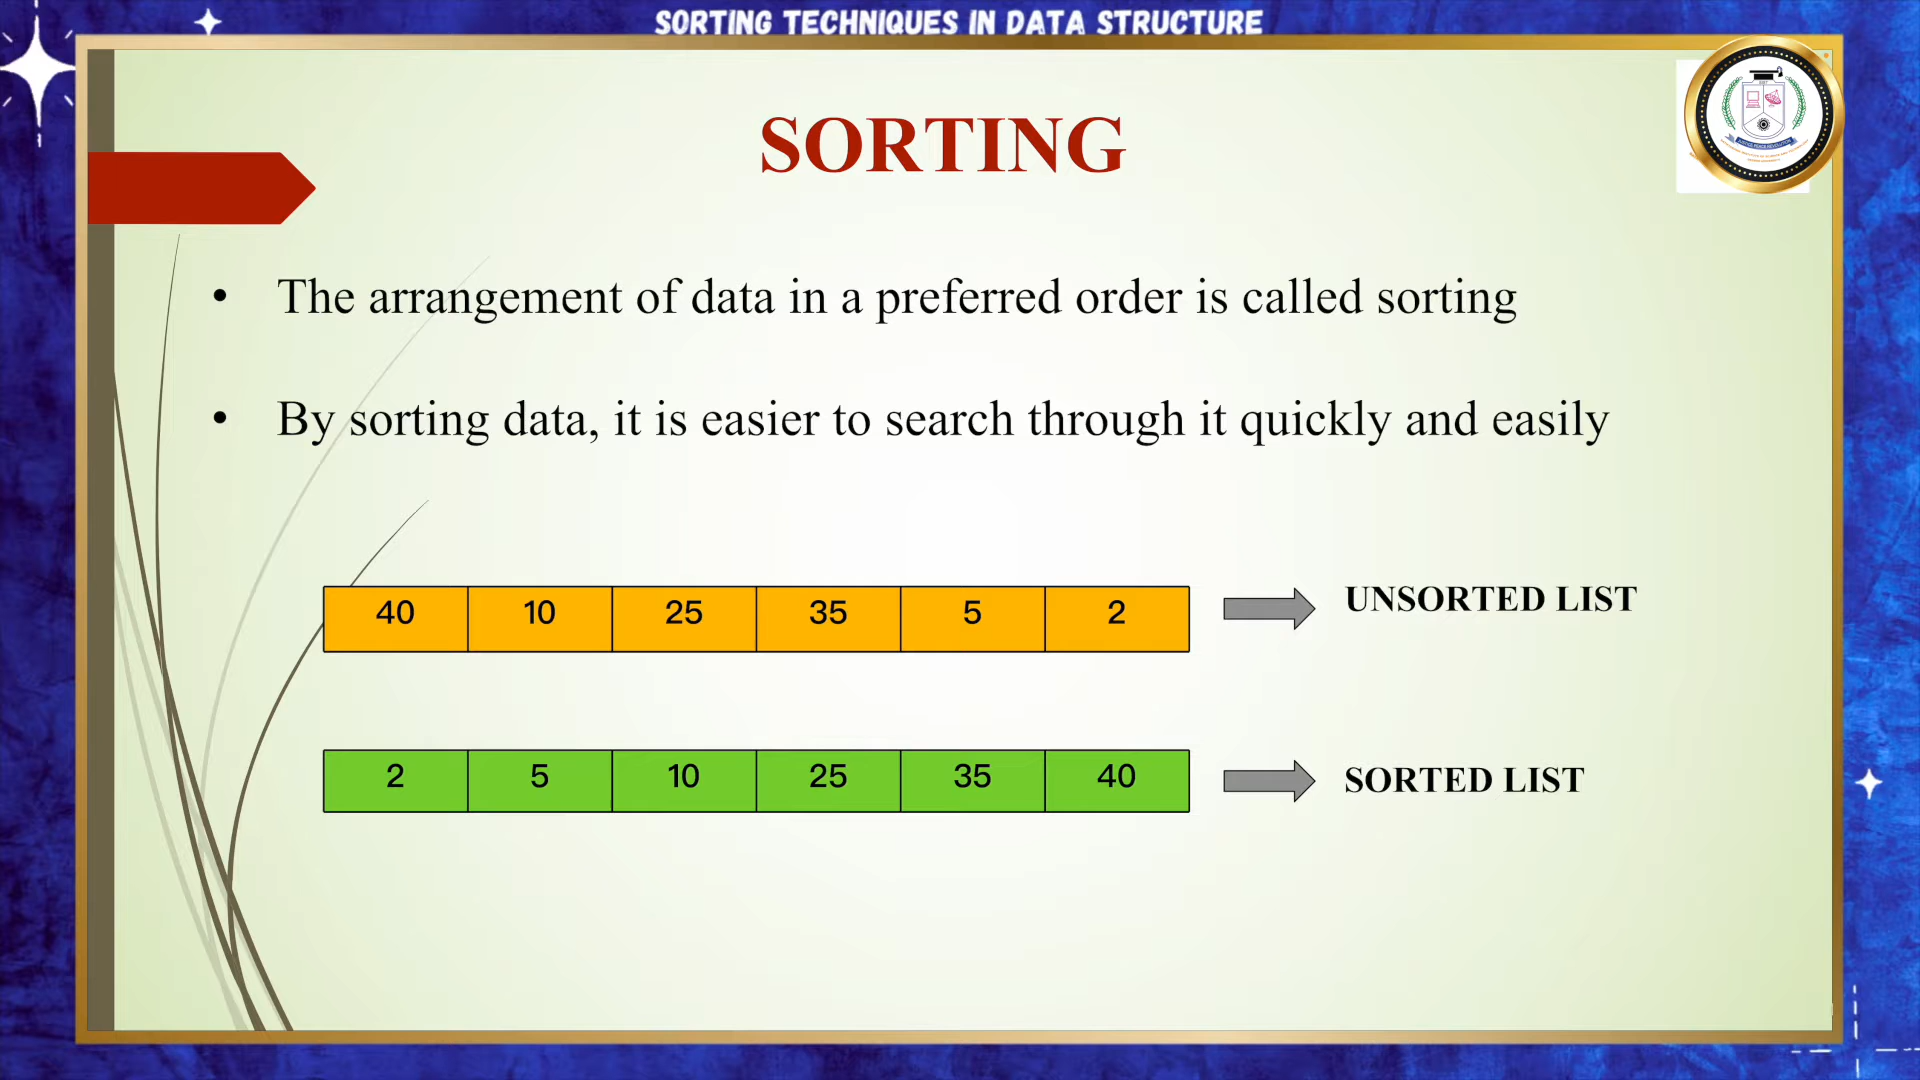 SORTING TECHNIQUES IN DATA STRUCTURE
SORTING
• The arrangement of data in a preferred order is called sorting
• By sorting data, it is easier to search through it quickly and easily
40 10 25 35 5 2 UNSORTED LIST
2 5 10 25 35 40 SORTED LIST